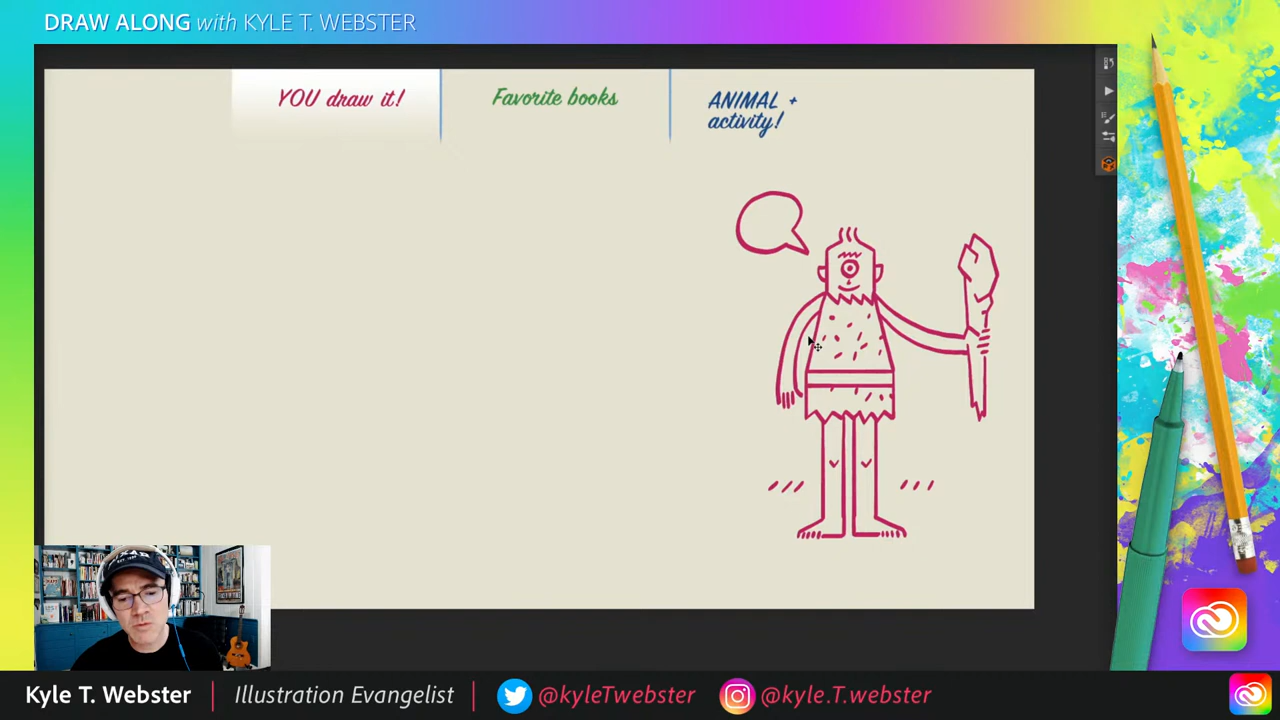 DRAW ALONG with KYLE T. WEBSTER
YOU draw it!
Favorite books
ANIMAL +
activity!
Kyle T. Webster
Illustration Evangelist
@kyleTwebster
@kyle.T.webster